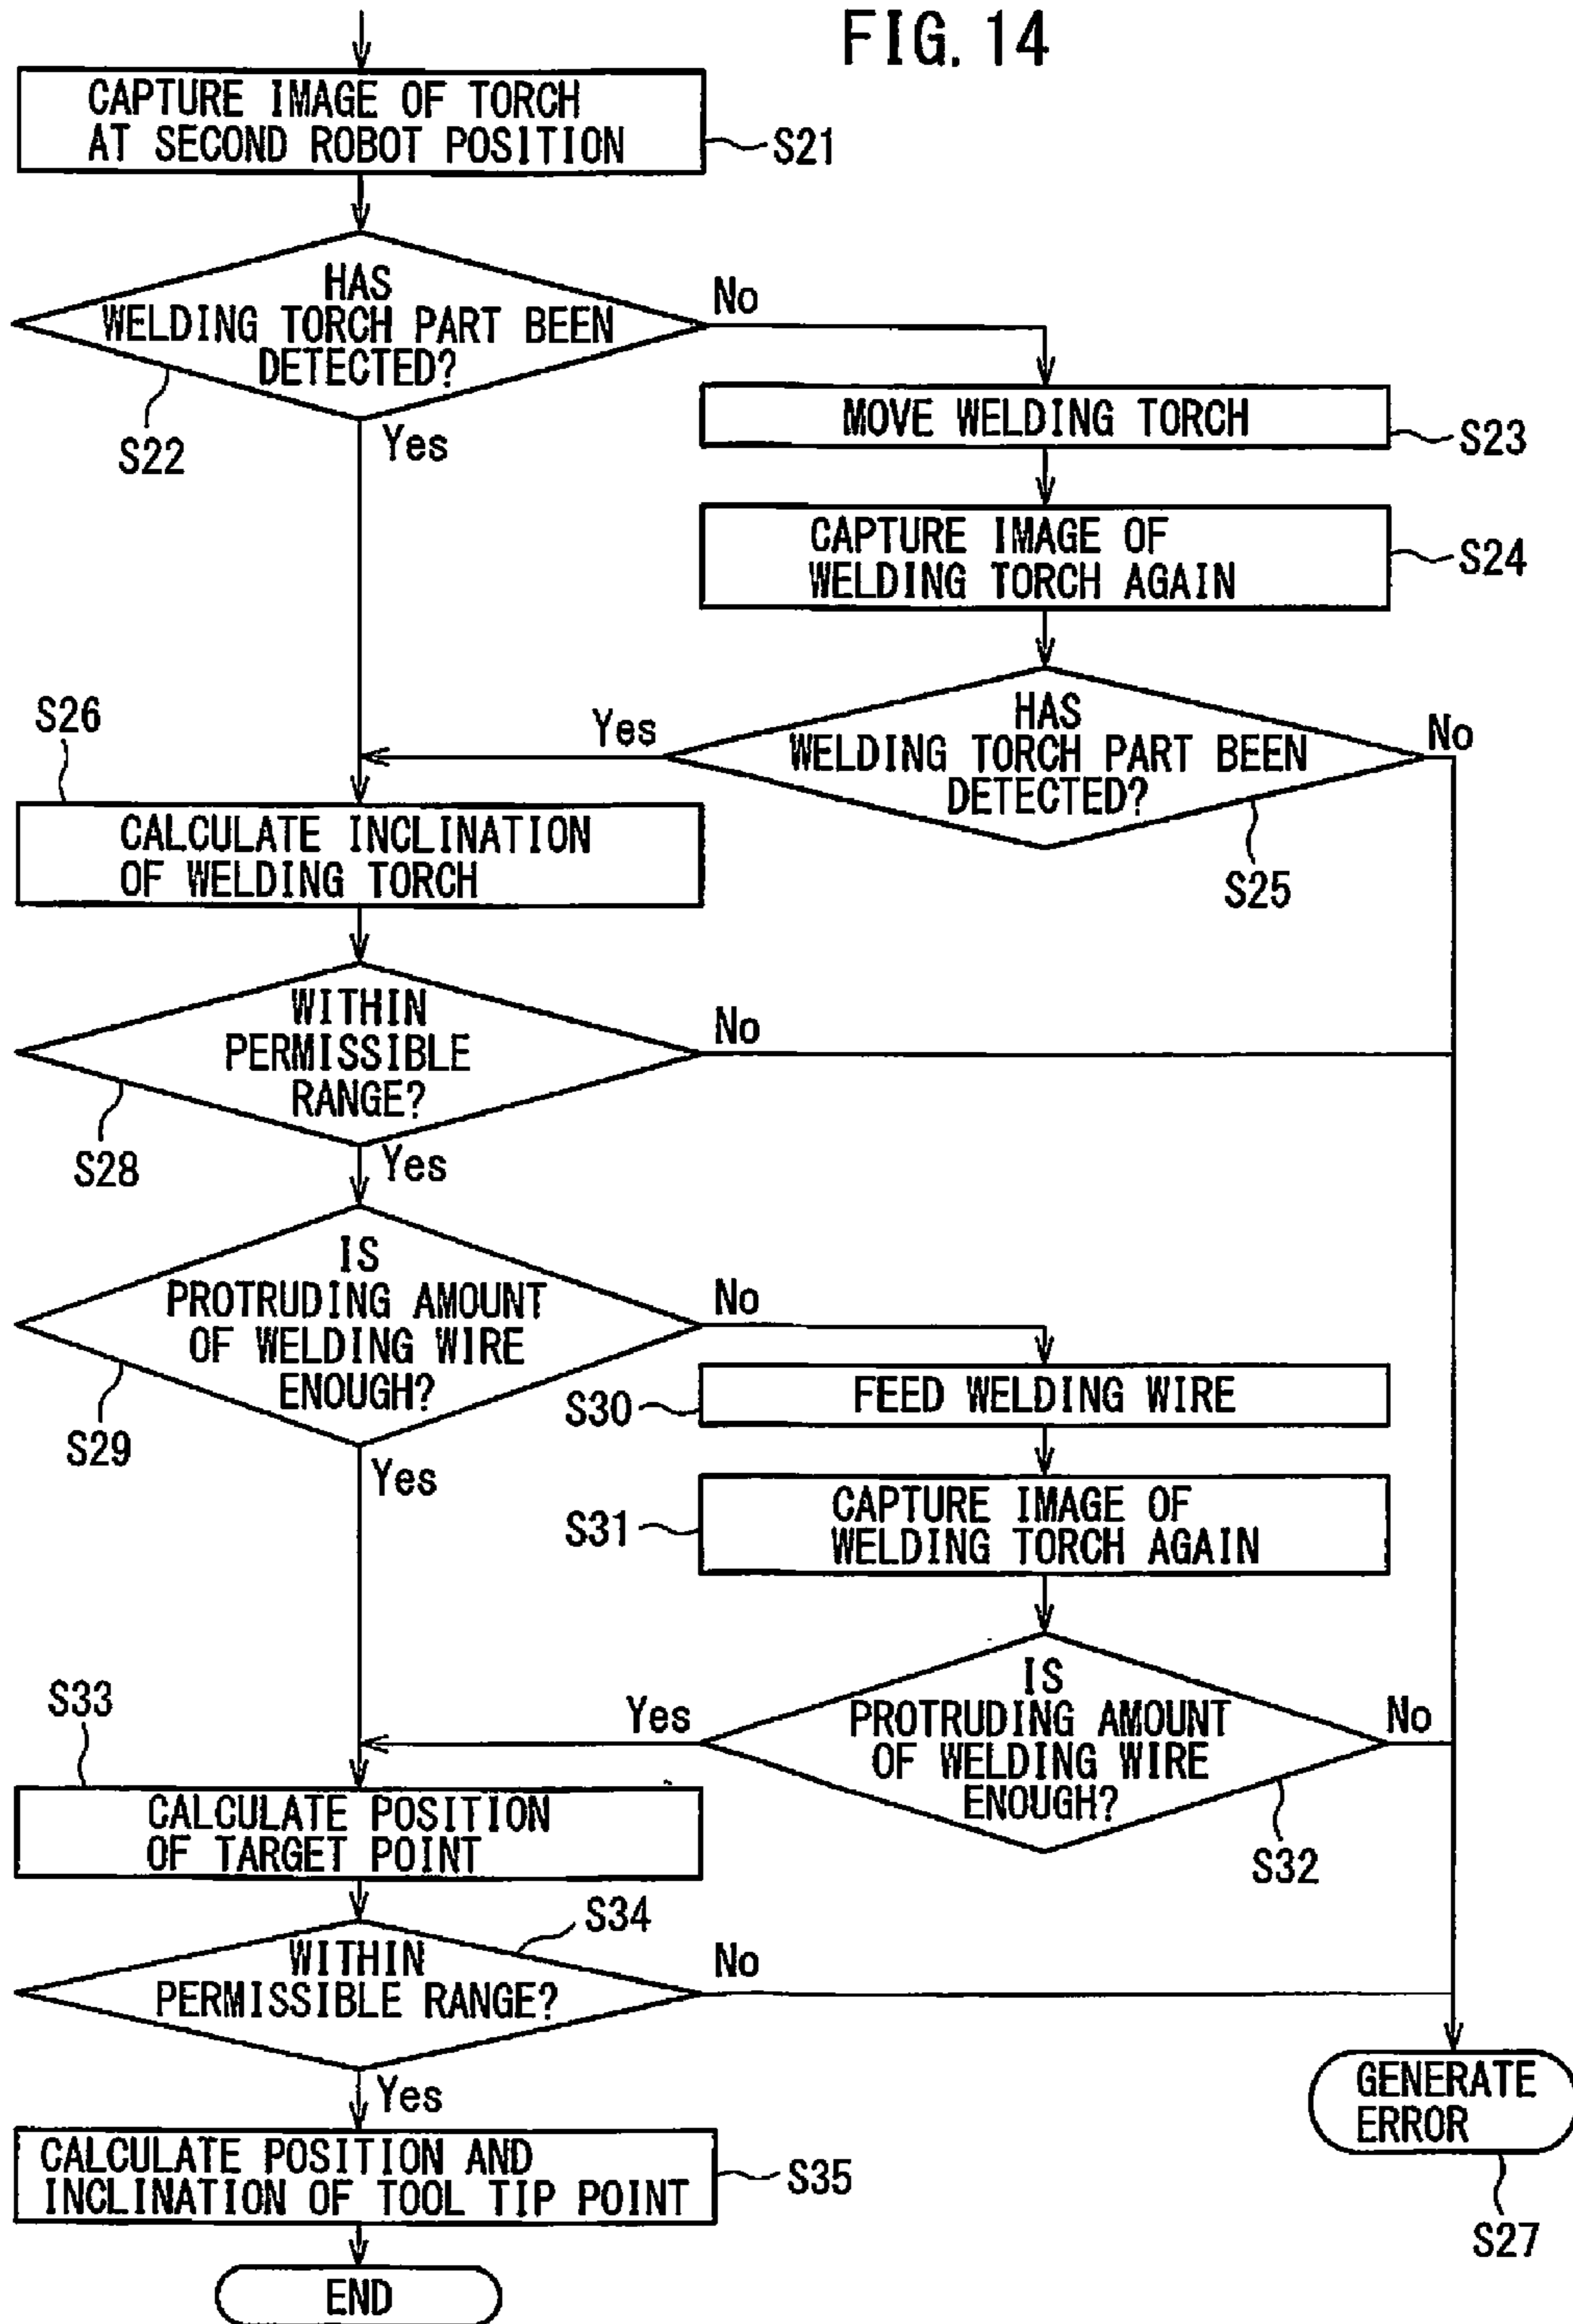 FIG. 14
CAPTURE IMAGE OF TORCH
AT SECOND ROBOT POSITION
S21
HAS
WELDING TORCH PART BEEN
DETECTED?
No
S22
Yes
MOVE WELDING TORCH
S23
CAPTURE IMAGE OF
WELDING TORCH AGAIN
S24
HAS
WELDING TORCH PART BEEN
DETECTED?
Yes
No
S25
S26
CALCULATE INCLINATION
OF WELDING TORCH
WITHIN
PERMISSIBLE
RANGE?
No
S28
Yes
IS
PROTRUDING AMOUNT
OF WELDING WIRE
ENOUGH?
No
S29
Yes
S30
FEED WELDING WIRE
S31
CAPTURE IMAGE OF
WELDING TORCH AGAIN
IS
PROTRUDING AMOUNT
OF WELDING WIRE
ENOUGH?
Yes
No
S32
S33
CALCULATE POSITION
OF TARGET POINT
S34
WITHIN
PERMISSIBLE RANGE?
No
Yes
GENERATE
ERROR
S27
CALCULATE POSITION AND
INCLINATION OF TOOL TIP POINT
S35
END